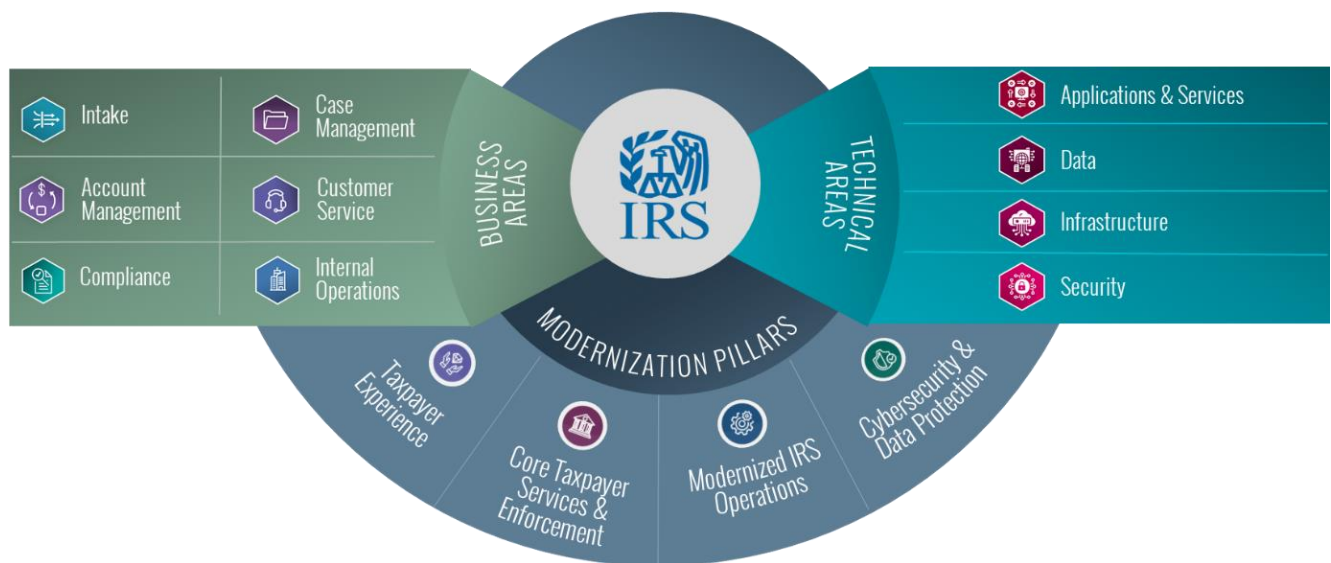 Intake
Case
Management
Account
Management
Customer
Service
Compliance
Internal
Operations
BUSINESS
AREAS
IRS
TECHNICAL
AREAS
Applications & Services
Data
Infrastructure
Security
MODERNIZATION PILLARS
Taxpayer
Experience
Core Taxpayer
Services &
Enforcement
Modernized IRS
Operations
Cybersecurity &
Data Protection